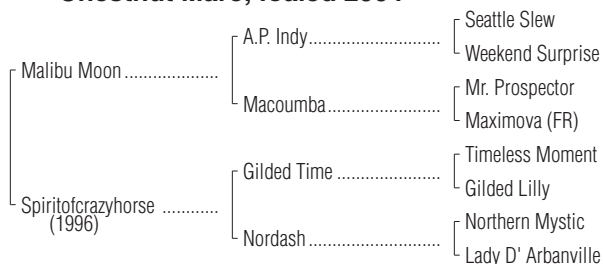 Chestnut Mare; foaled
Seattle Slew
A.P. Indy
Weekend Surprise
Malibu Moon
Mr. Prospector
Macoumba
Maximova (FR)
Timeless Moment
Gilded Time
Gilded Lilly
Spiritofcrazyhorse
(1996)
Northern Mystic
Nordash
Lady D' Arbanville